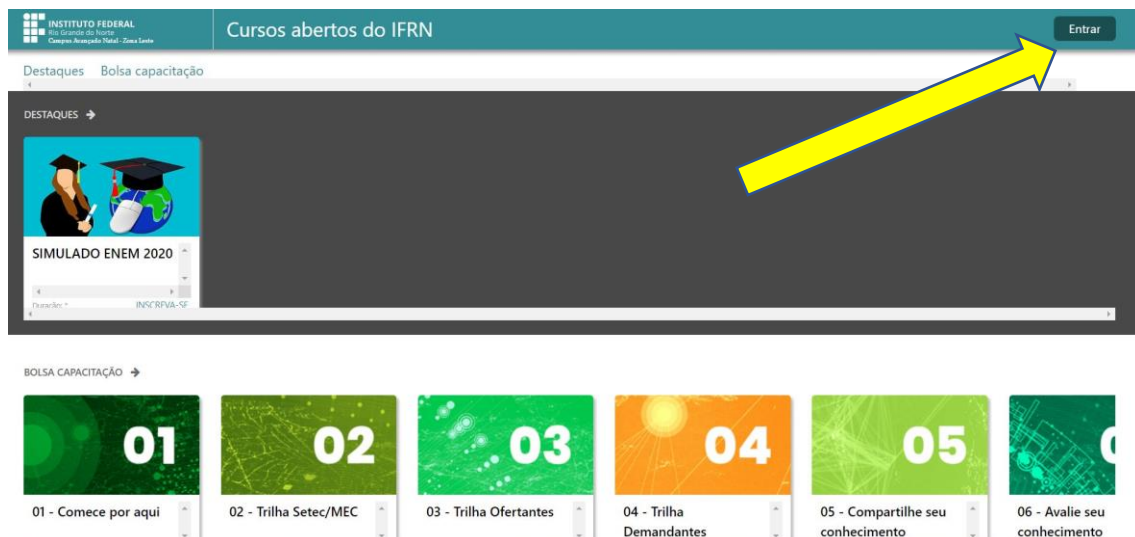 INSTITUTO FEDERAL
Rio Grande do Norte
Campus Avançado Natal - Zona Leste
Cursos abertos do IFRN
Entrar
Destaques Bolsa capacitação
DESTAQUES
SIMULADO ENEM 2020
Duração: *
INSCREVA-SE
BOLSA CAPACITAÇÃO
01
02
03
04
05
01 - Comece por aqui
02 - Trilha Setec/MEC
03 - Trilha Ofertantes
04 - Trilha
Demandantes
05 - Compartilhe seu
conhecimento
06 - Avalie seu
conhecimento